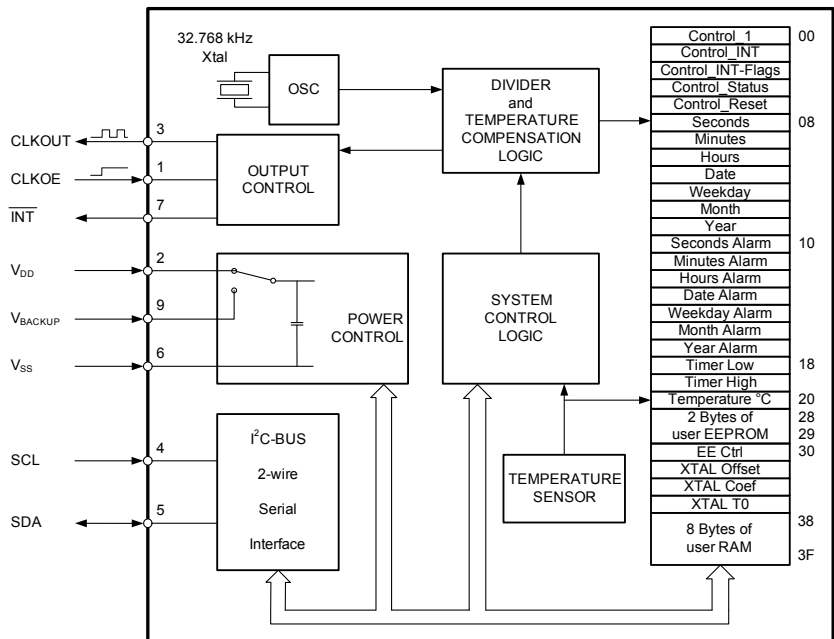 32.768 kHz
Xtal
OSC
DIVIDER
and
TEMPERATURE
COMPENSATION
LOGIC
CLKOUT
3
CLKOE
1
INT
7
OUTPUT
CONTROL
V_DD
2
V_BACKUP
9
V_SS
6
POWER
CONTROL
SYSTEM
CONTROL
LOGIC
SCL
4
SDA
5
I²C-BUS
2-wire
Serial
Interface
TEMPERATURE
SENSOR
Control_1 00
Control_INT
Control_INT-Flags
Control_Status
Control_Reset
Seconds 08
Minutes
Hours
Date
Weekday
Month
Year
Seconds Alarm 10
Minutes Alarm
Hours Alarm
Date Alarm
Weekday Alarm
Month Alarm
Year Alarm
Timer Low 18
Timer High
Temperature °C 20
2 Bytes of 28
user EEPROM 29
EE Ctrl 30
XTAL Offset
XTAL Coef
XTAL T0
38
8 Bytes of
user RAM
3F